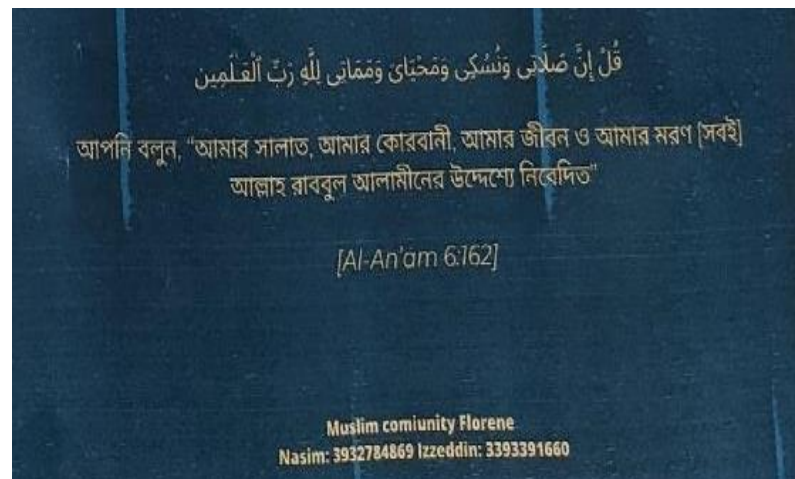 قُلْ إِنَّ صَلَاتِى وَنُسُكِى وَمَحْيَاىَ وَمَمَاتِى لِلَّهِ رَبِّ ٱلْعَـٰلَمِين
আপনি বলুন, “আমার সালাত, আমার কোরবানী, আমার জীবন ও আমার মরণ [সবই]
আল্লাহ রাববুল আলামীনের উদ্দেশ্যে নিবেদিত”
[Al-An'am 6:162]
Muslim comiunity Florene
Nasim: 3932784869 Izzeddin: 3393391660